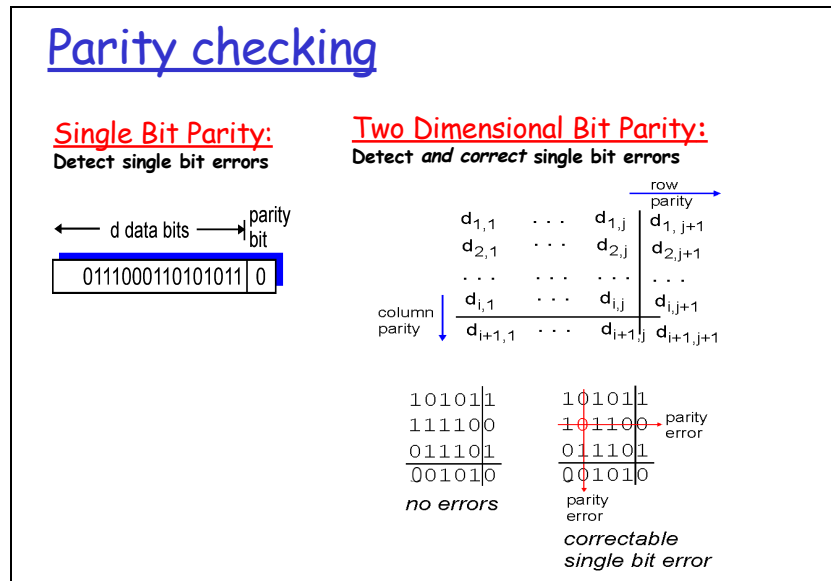 Parity checking
Single Bit Parity:
Detect single bit errors
d data bits
parity
bit
0111000110101011 0
Two Dimensional Bit Parity:
Detect and correct single bit errors
row
parity
d1,1 . . . d1,j d1, j+1
d2,1 . . . d2,j d2,j+1
. . . . . . . . . . . .
di,1 . . . di,j di,j+1
di+1,1 . . . di+1,j di+1,j+1
column
parity
101011
111100
011101
001010
no errors
101011
101100
011101
001010
parity
error
parity
error
correctable
single bit error